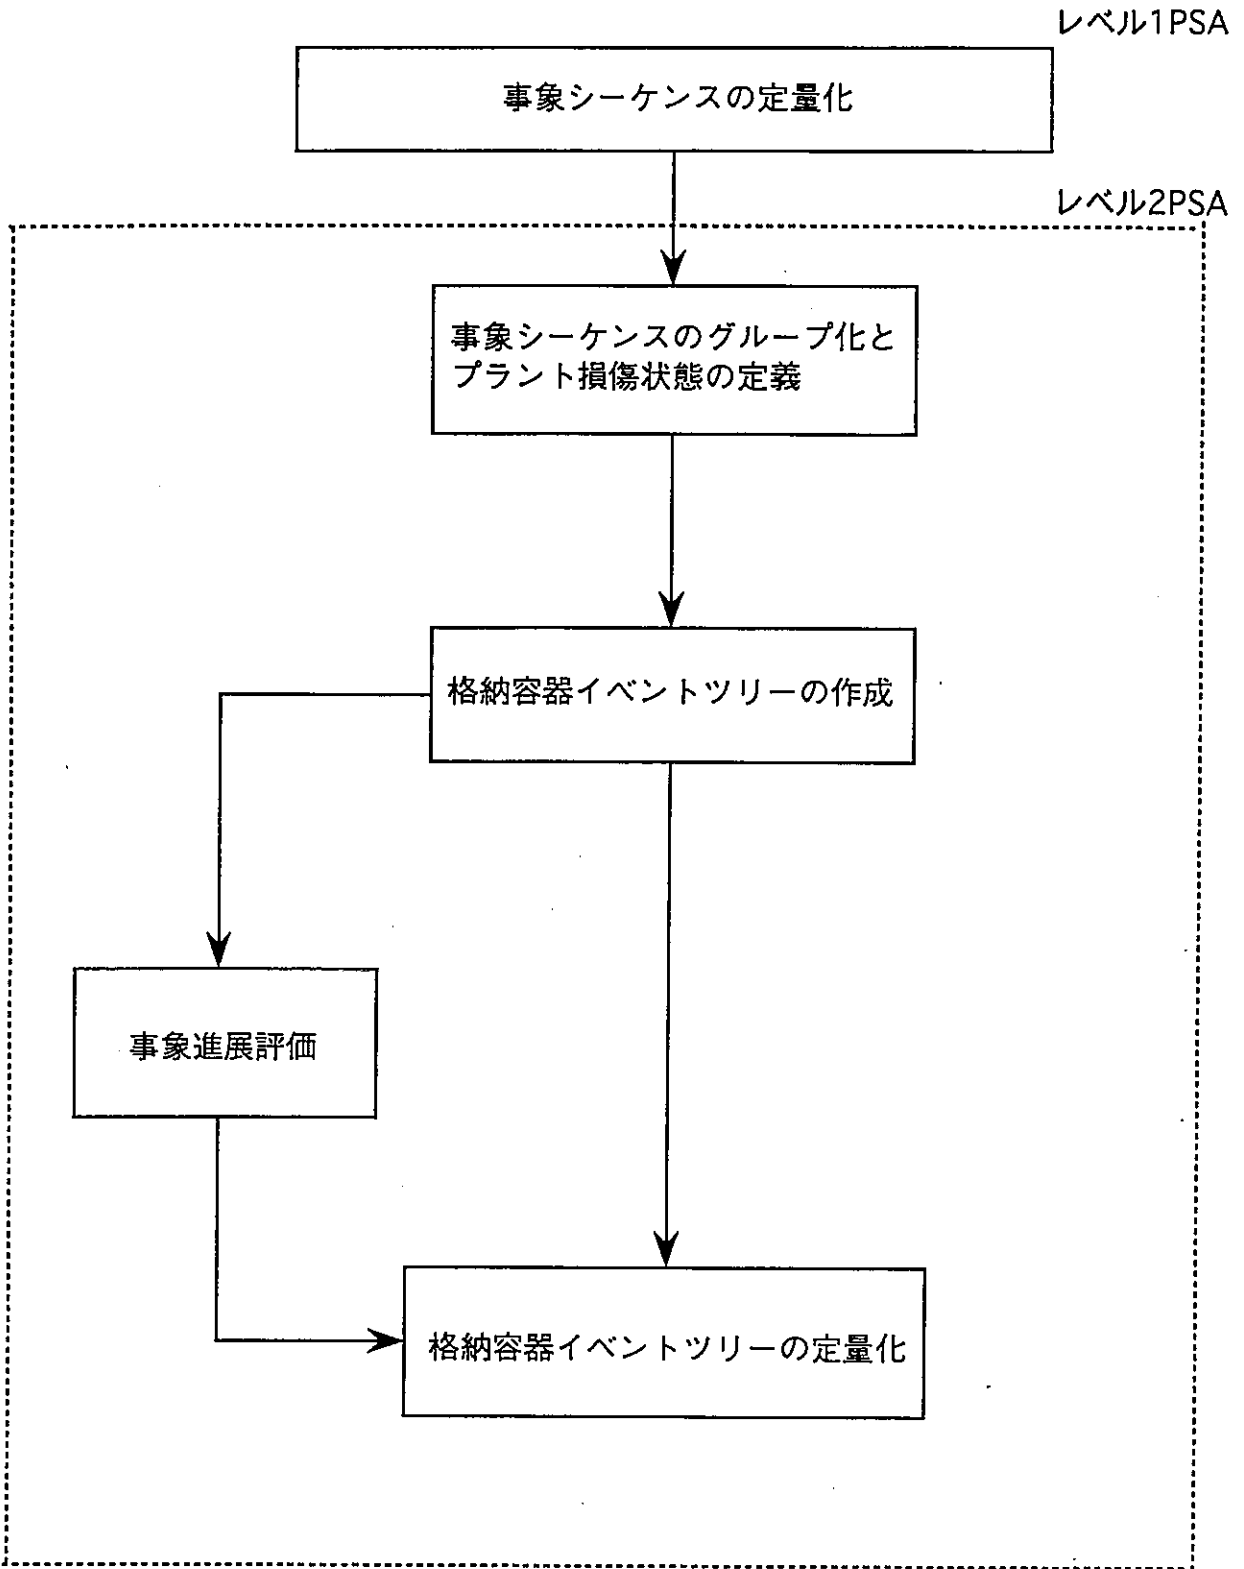 レベル1PSA
事象シーケンスの定量化
レベル2PSA
事象シーケンスのグループ化と
プラント損傷状態の定義
格納容器イベントツリーの作成
事象進展評価
格納容器イベントツリーの定量化